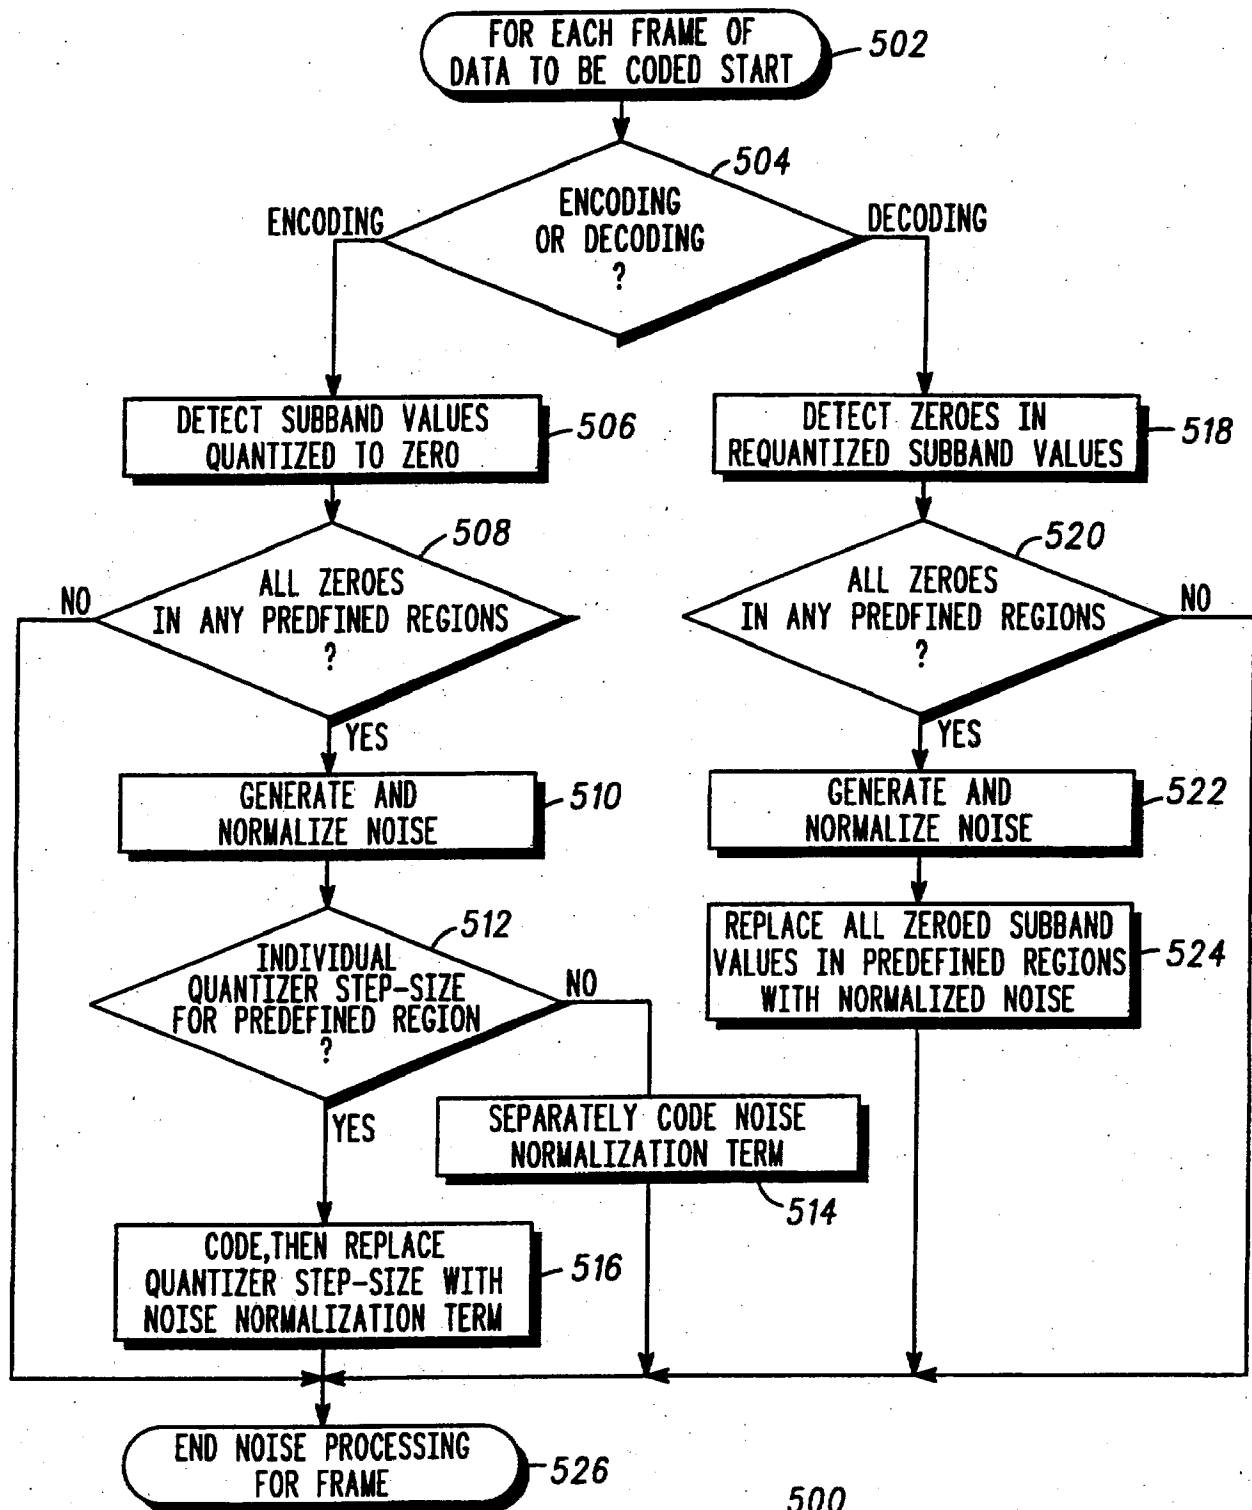 FOR EACH FRAME OF
DATA TO BE CODED START
502
504
ENCODING
OR DECODING
?
ENCODING
DECODING
DETECT SUBBAND VALUES
QUANTIZED TO ZERO
506
DETECT ZEROES IN
REQUANTIZED SUBBAND VALUES
518
508
ALL ZEROES
IN ANY PREDFINED REGIONS
?
NO
YES
520
ALL ZEROES
IN ANY PREDEFINED REGIONS
?
NO
YES
GENERATE AND
NORMALIZE NOISE
510
GENERATE AND
NORMALIZE NOISE
522
512
INDIVIDUAL
QUANTIZER STEP-SIZE
FOR PREDEFINED REGION
?
NO
YES
REPLACE ALL ZEROED SUBBAND
VALUES IN PREDEFINED REGIONS
WITH NORMALIZED NOISE
524
SEPARATELY CODE NOISE
NORMALIZATION TERM
514
CODE,THEN REPLACE
QUANTIZER STEP-SIZE WITH
NOISE NORMALIZATION TERM
516
END NOISE PROCESSING
FOR FRAME
526
500